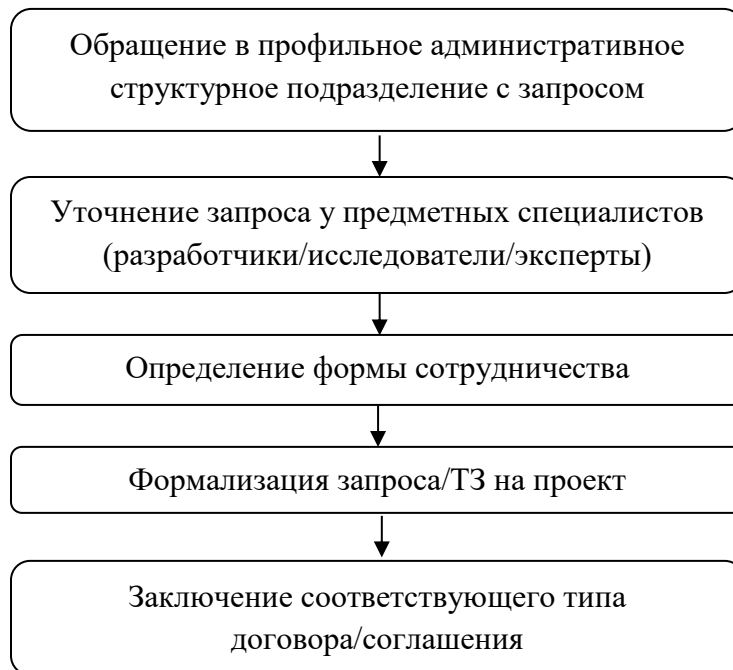 Обращение в профильное административное
структурное подразделение с запросом
Уточнение запроса у предметных специалистов
(разработчики/исследователи/эксперты)
Определение формы сотрудничества
Формализация запроса/ТЗ на проект
Заключение соответствующего типа
договора/соглашения